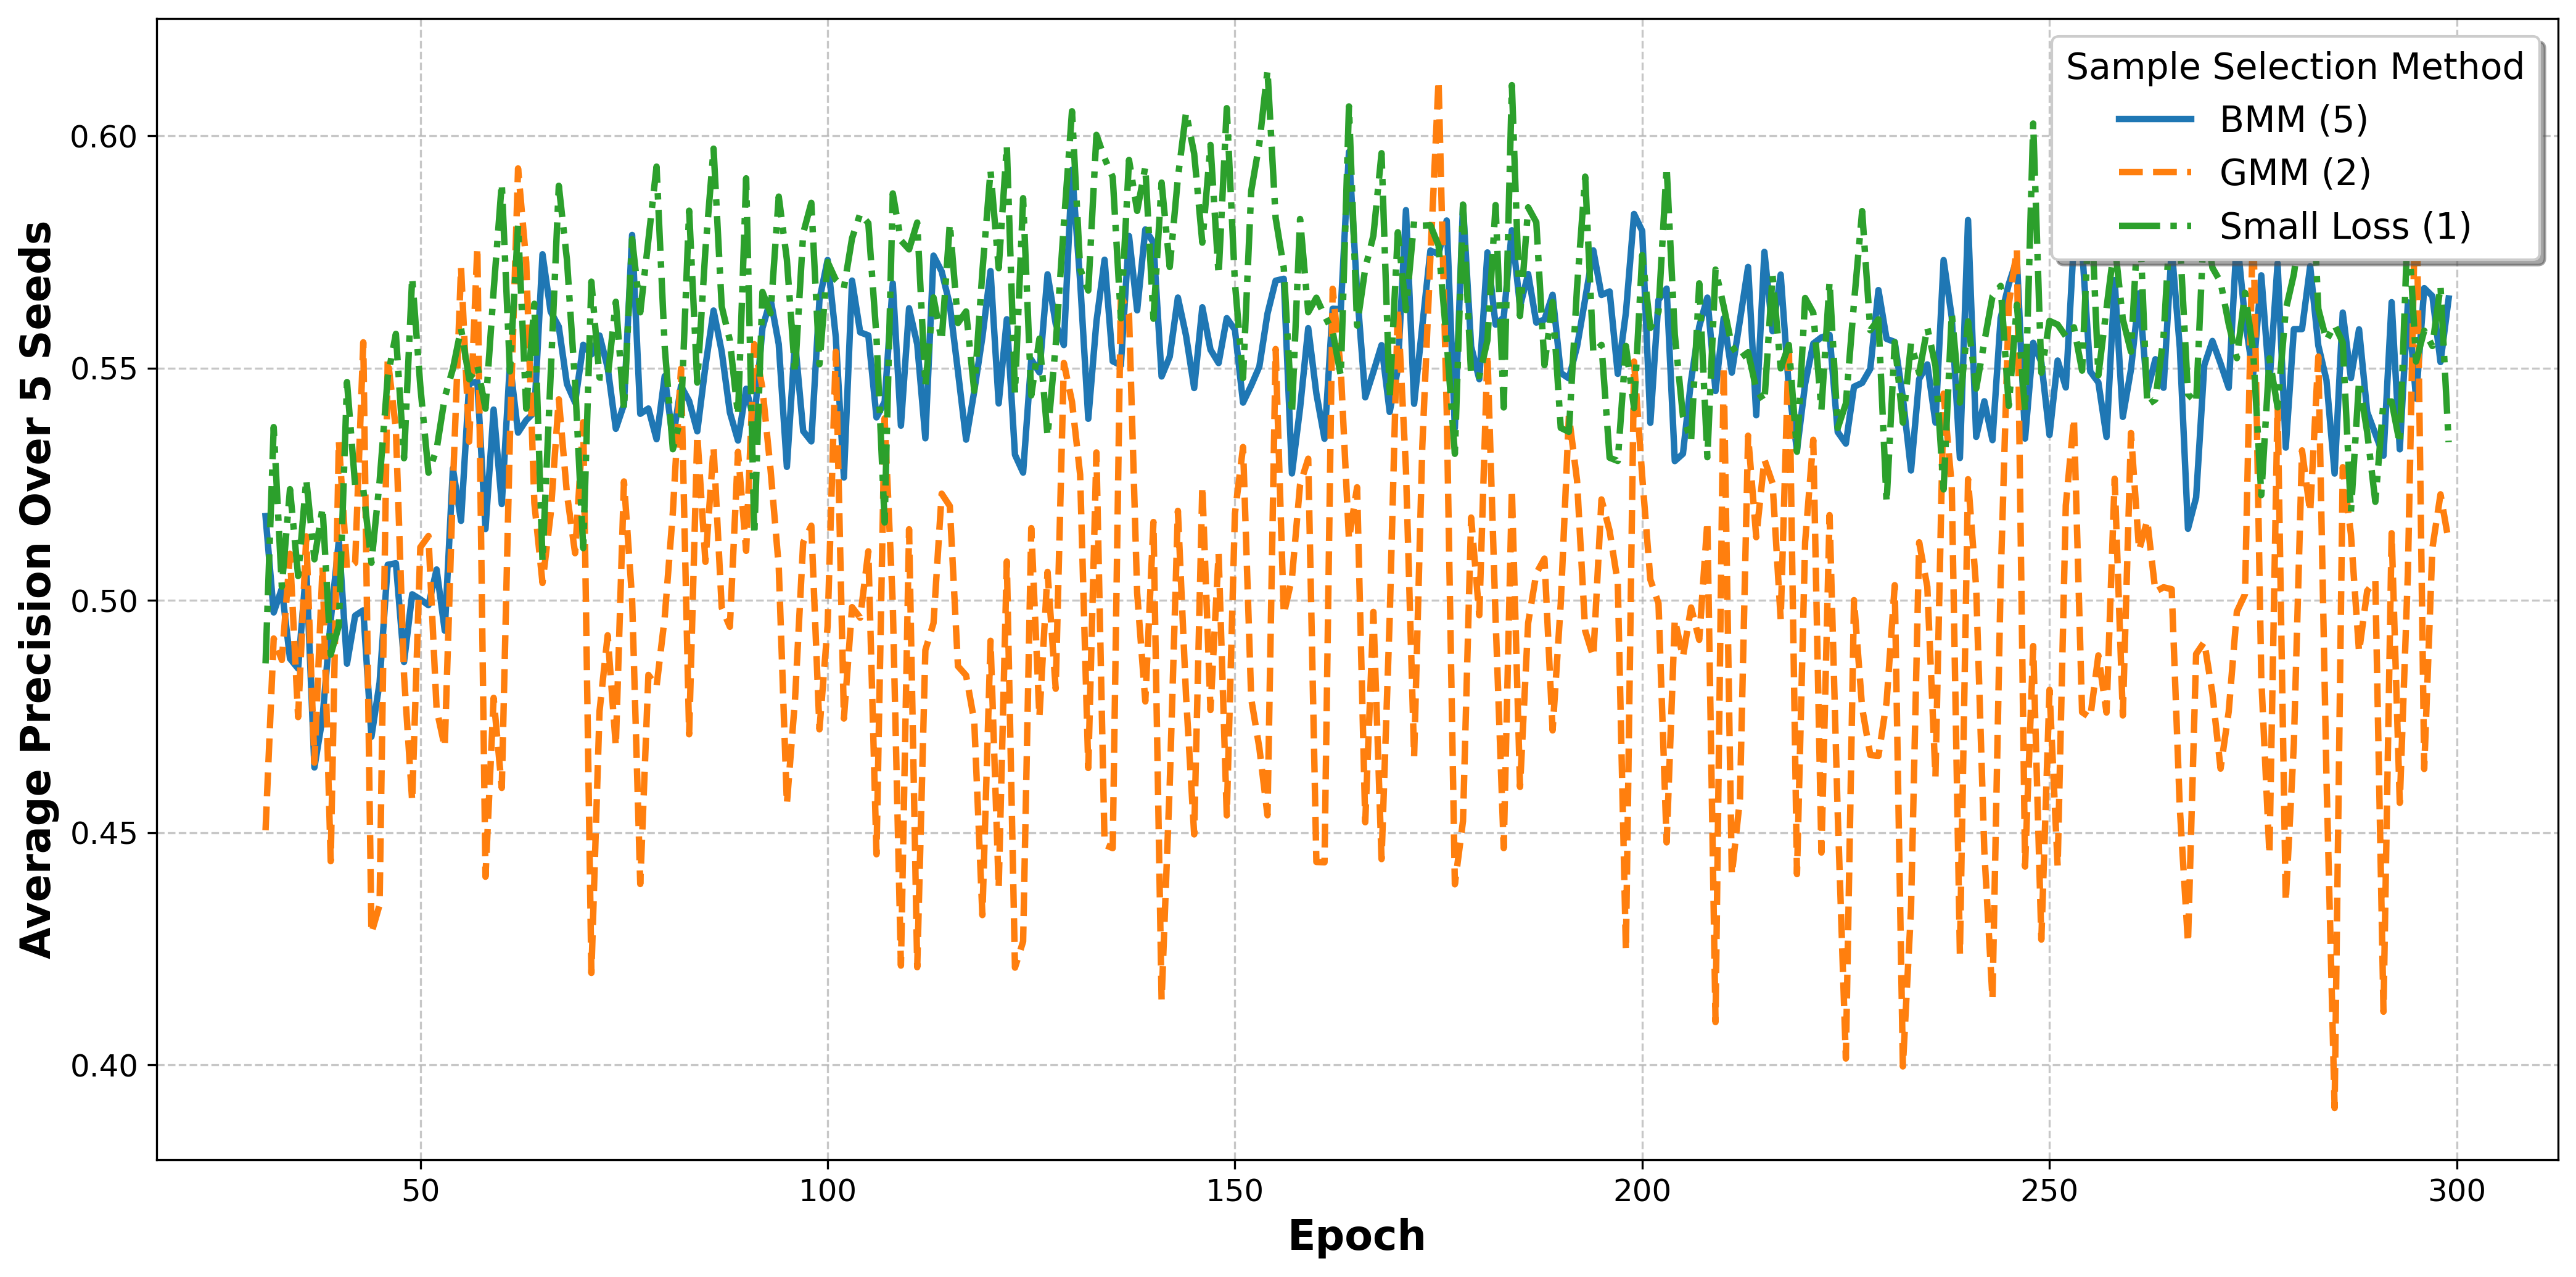 Average Precision Over 5 Seeds
0.60
0.55
0.50
0.45
0.40
Sample Selection Method
BMM (5)
GMM (2)
Small Loss (1)
50 100 150 200 250 300
Epoch